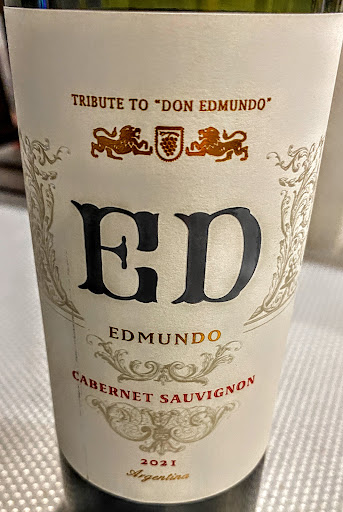 TRIBUTE TO "DON EDMUNDO"
ED
EDMUNDO
CABERNET SAUVIGNON
2021
Argentina